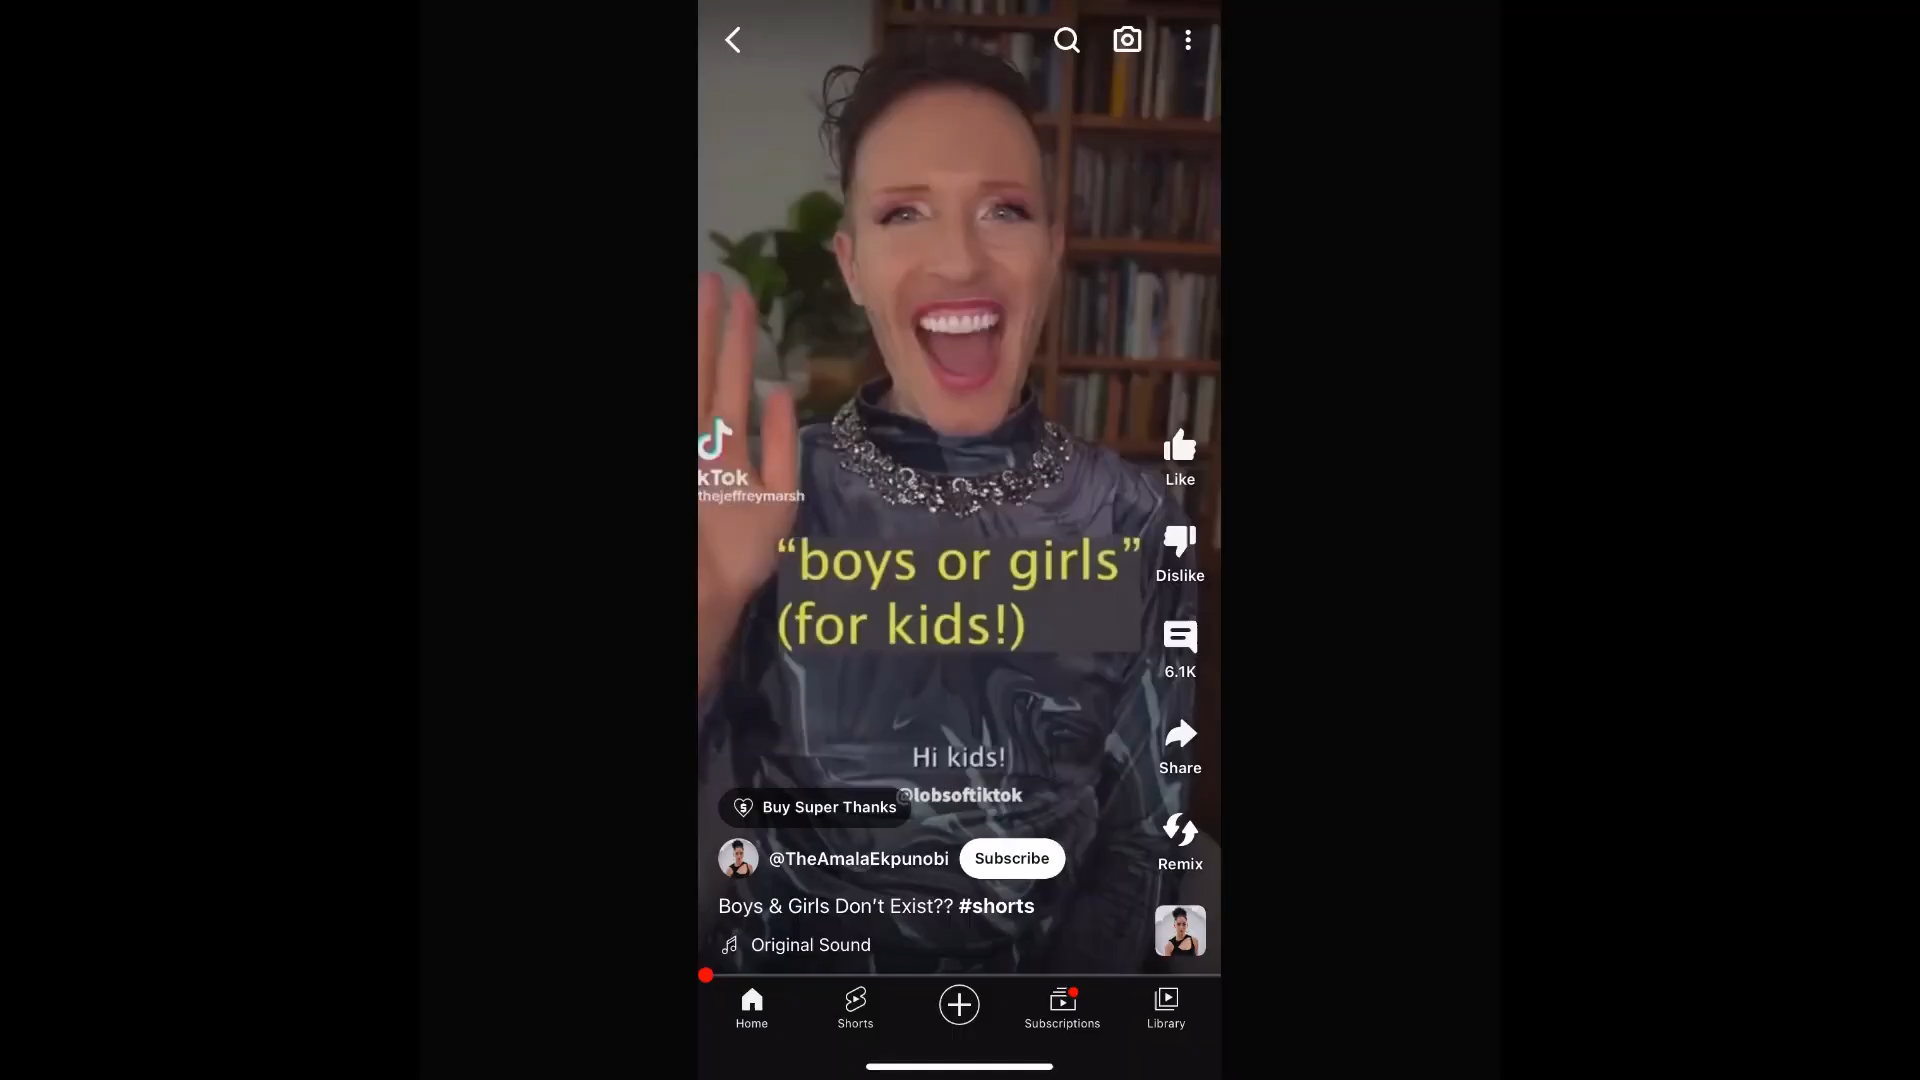 kTok
thejeffreymarsh
Like
“boys or girls”
(for kids!)
Dislike
6.1K
Hi kids!
Share
@lobsoftiktok
Buy Super Thanks
@TheAmalaEkpunobi
Subscribe
Remix
Boys & Girls Don’t Exist?? #shorts
Original Sound
Home
Shorts
Subscriptions
Library